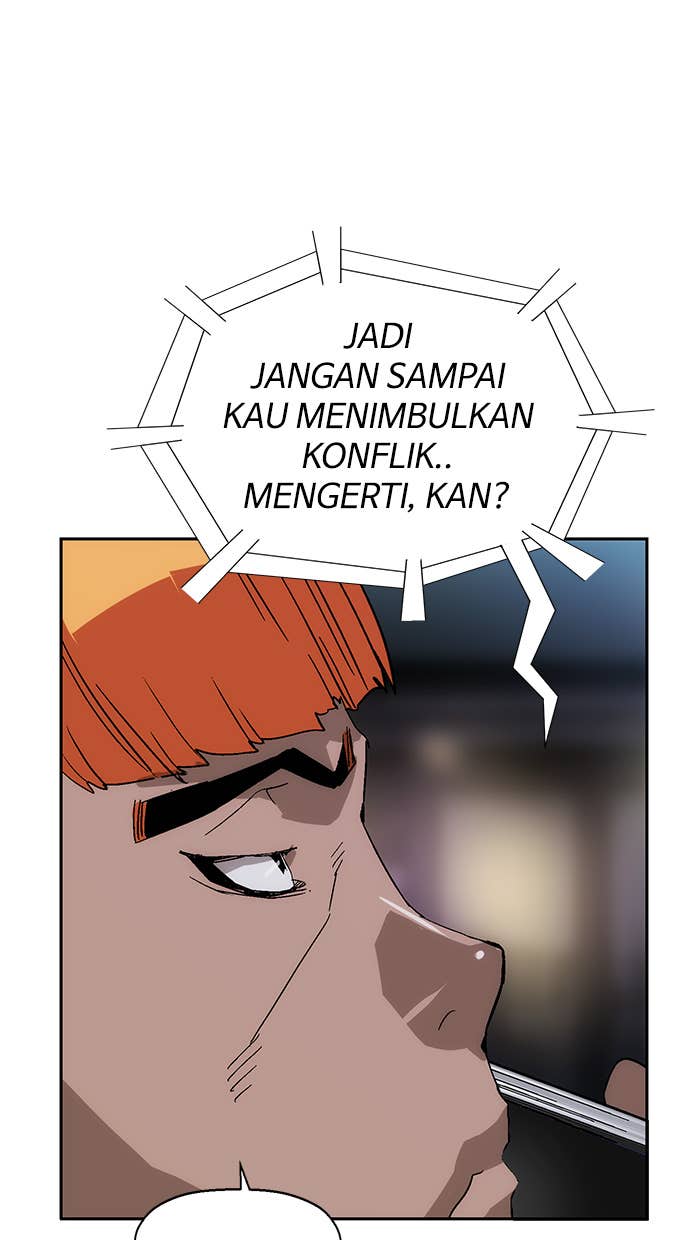 JADI
JANGAN SAMPAI
KAU MENIMBULKAN
KONFLIK..
MENGERTI, KAN?